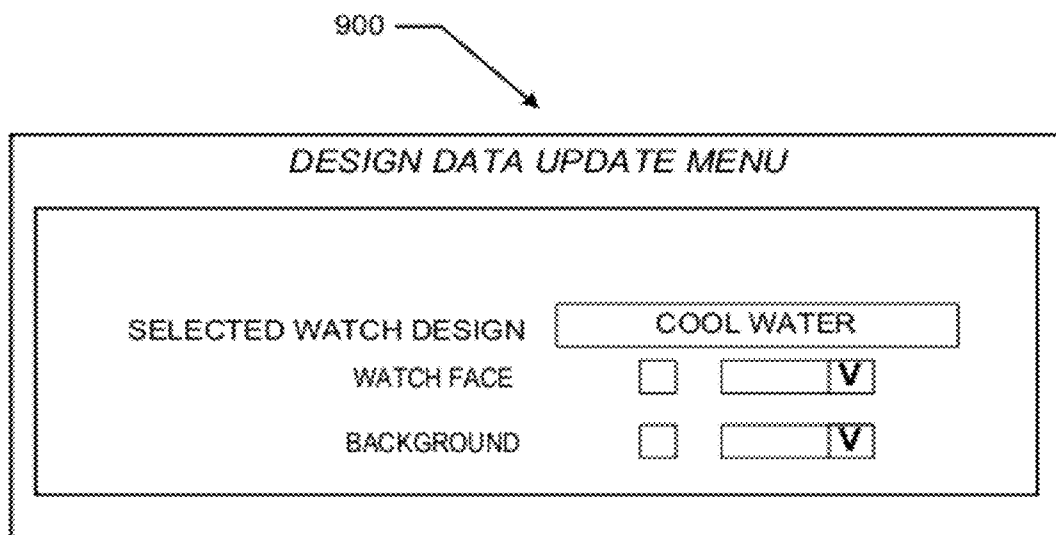 900
DESIGN DATA UPDATE MENU
SELECTED WATCH DESIGN COOL WATER
WATCH FACE V
BACKGROUND V